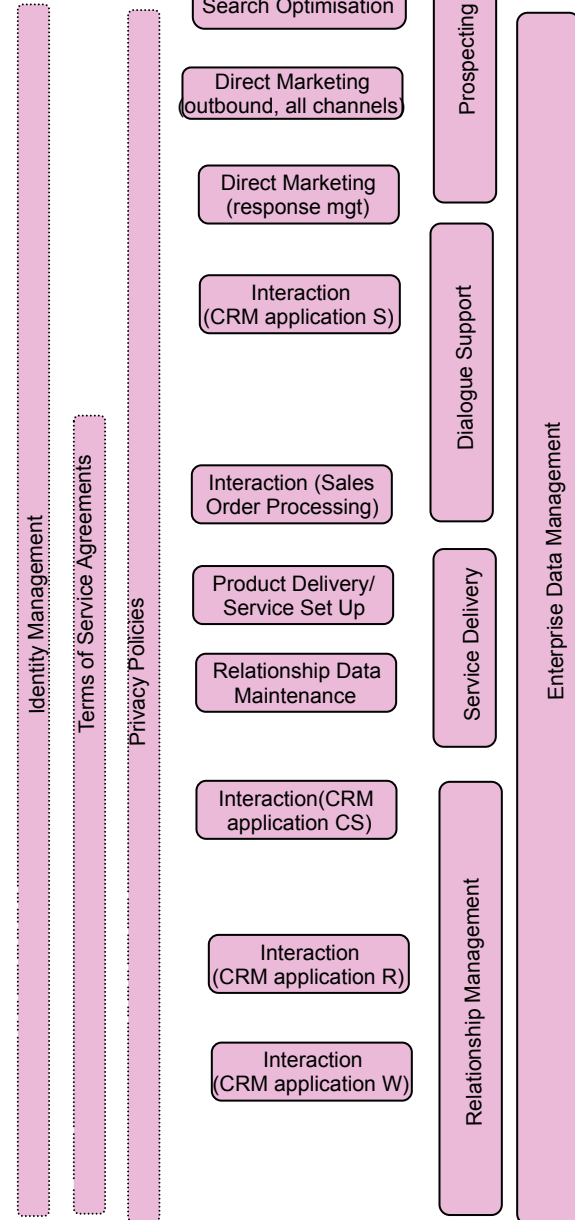 Search Optimisation
Prospecting
Direct Marketing
(outbound, all channels)
Direct Marketing
(response mgt)
Interaction
(CRM application S)
Dialogue Support
Interaction (Sales
Order Processing)
Identity Management
Terms of Service Agreements
Privacy Policies
Enterprise Data Management
Product Delivery/
Service Set Up
Service Delivery
Relationship Data
Maintenance
Interaction(CRM
application CS)
Relationship Management
Interaction
(CRM application R)
Interaction
(CRM application W)